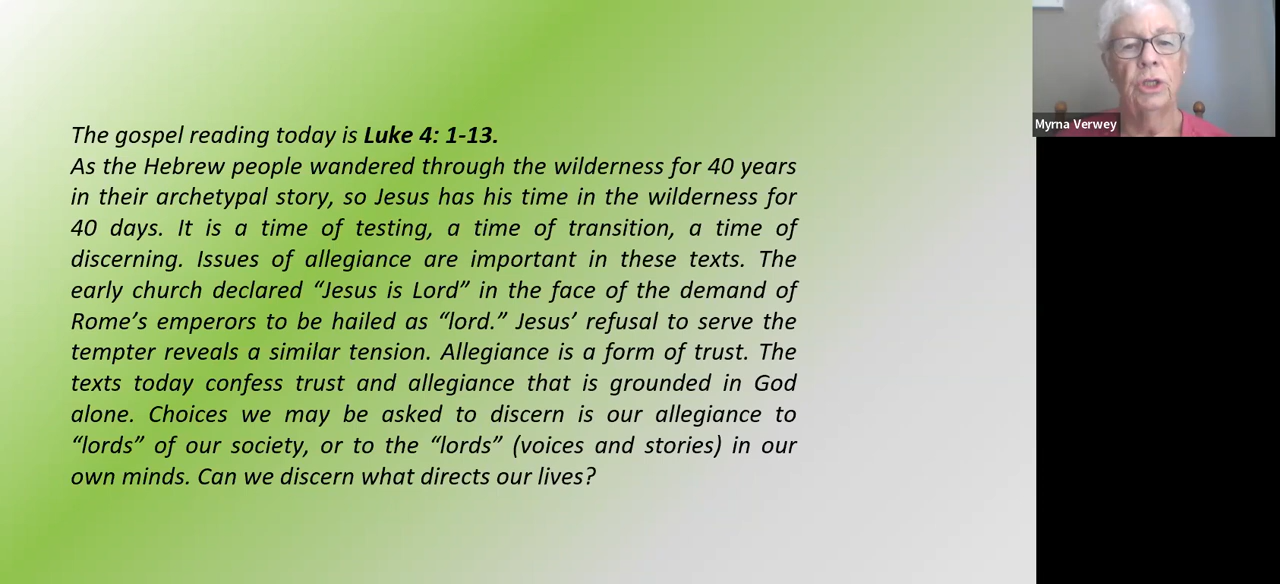 The gospel reading today is Luke 4: 1-13.
As the Hebrew people wandered through the wilderness for 40 years
in their archetypal story, so Jesus has his time in the wilderness for
40 days. It is a time of testing, a time of transition, a time of
discerning. Issues of allegiance are important in these texts. The
early church declared “Jesus is Lord” in the face of the demand of
Rome’s emperors to be hailed as “lord.” Jesus’ refusal to serve the
tempter reveals a similar tension. Allegiance is a form of trust. The
texts today confess trust and allegiance that is grounded in God
alone. Choices we may be asked to discern is our allegiance to
“lords” of our society, or to the “lords” (voices and stories) in our
own minds. Can we discern what directs our lives?
Myrna Verwey